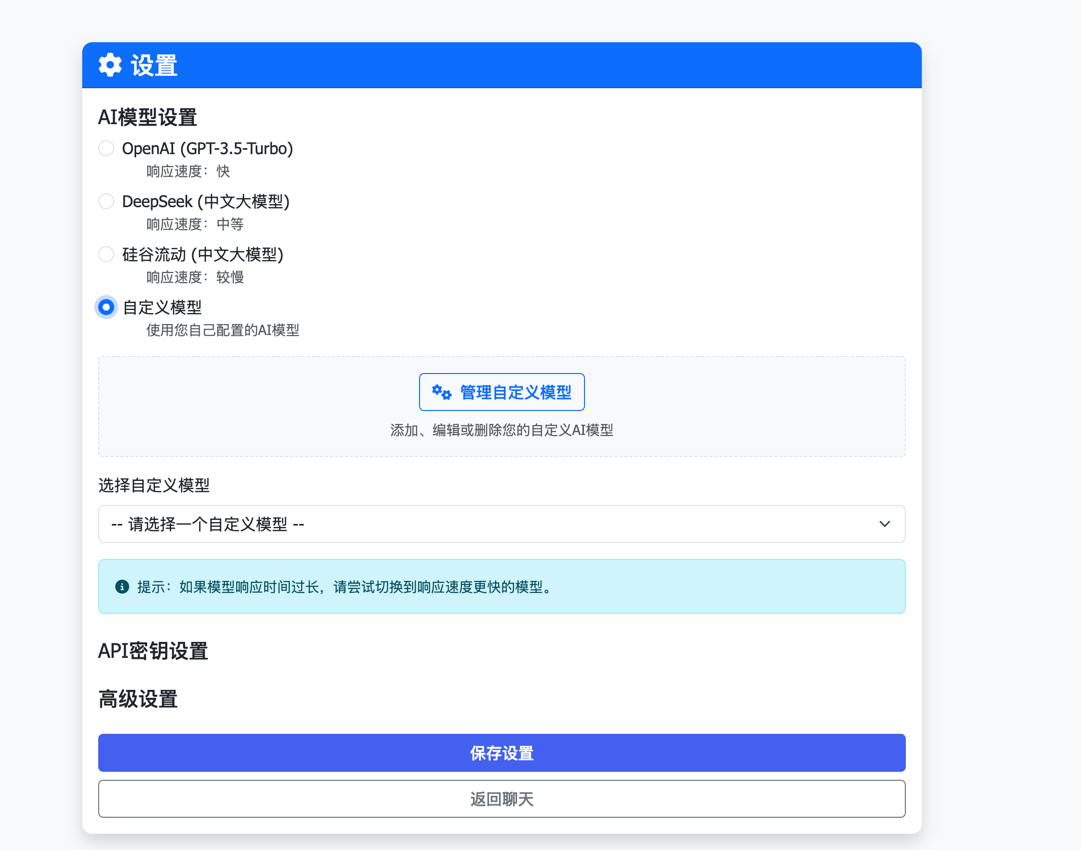 设置
AI模型设置
OpenAI (GPT-3.5-Turbo)
响应速度：快
DeepSeek (中文大模型)
响应速度：中等
硅谷流动 (中文大模型)
响应速度：较慢
自定义模型
使用您自己配置的AI模型
管理自定义模型
添加、编辑或删除您的自定义AI模型
选择自定义模型
-- 请选择一个自定义模型 --
提示：如果模型响应时间过长，请尝试切换到响应速度更快的模型。
API密钥设置
高级设置
保存设置
返回聊天